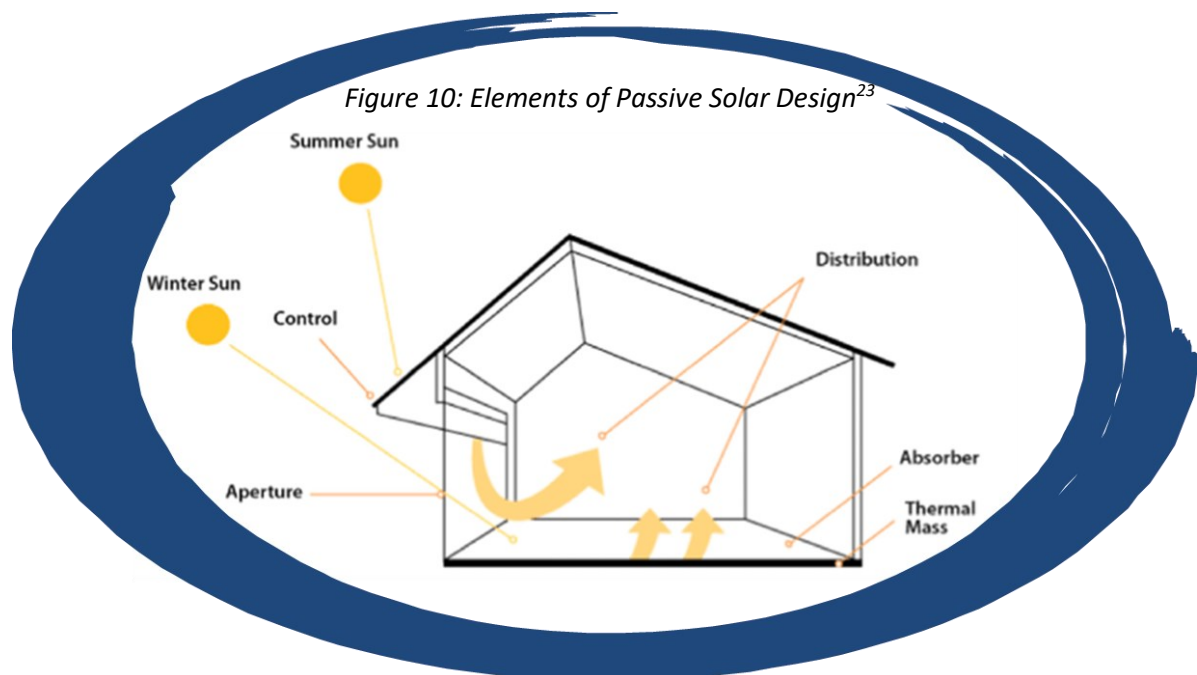 Figure 10: Elements of Passive Solar Design²³
Summer Sun
Winter Sun
Control
Distribution
Aperture
Absorber
Thermal
Mass